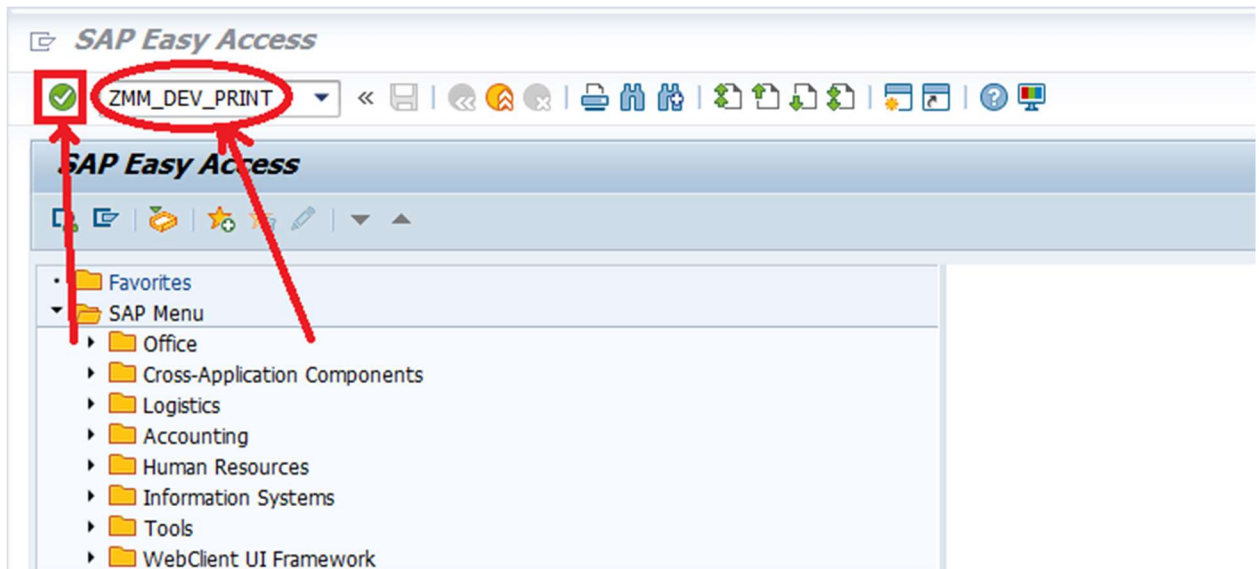 SAP Easy Access
ZMM_DEV_PRINT
SAP Easy Access
Favorites
SAP Menu
Office
Cross-Application Components
Logistics
Accounting
Human Resources
Information Systems
Tools
WebClient UI Framework